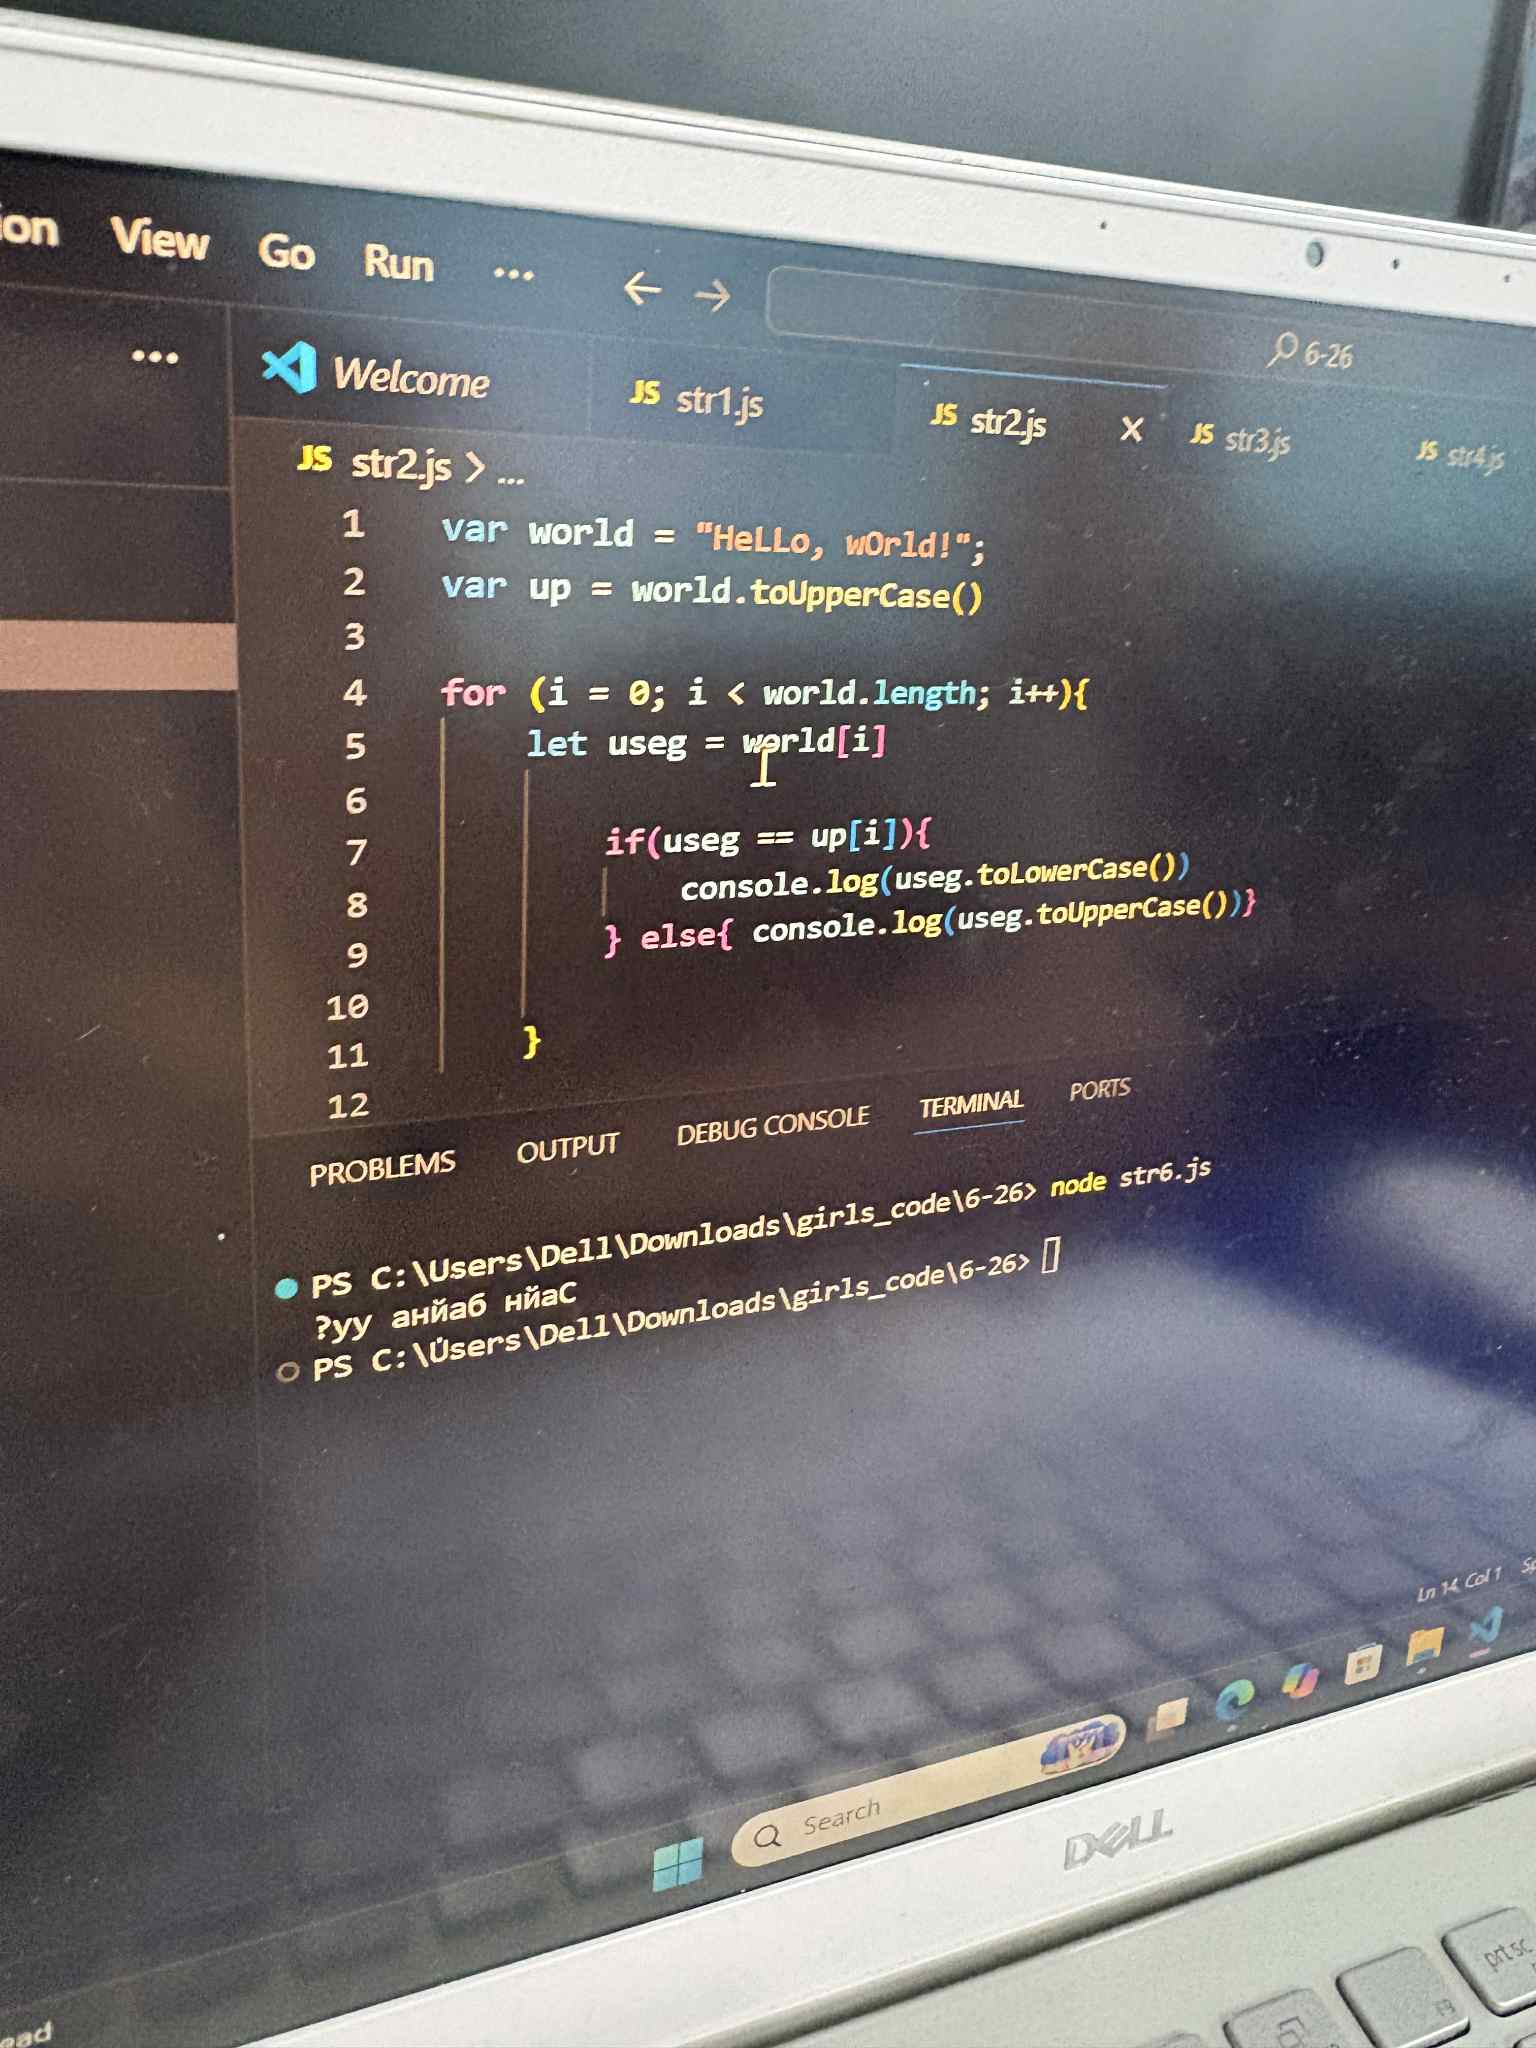 View Go Run ... ← →
6-26
...
Welcome
JS str1.js
JS str2.js X
JS str3.js
JS str4.js
JS str2.js > ...
1 var world = "HeLLo, wOrld!";
2 var up = world.toUpperCase()
3
4 for (i = 0; i < world.length; i++){
5 let useg = world[i]
6
7 if(useg == up[i]){
8 console.log(useg.toLowerCase())
9 } else{ console.log(useg.toUpperCase())}
10
11 }
12
PROBLEMS OUTPUT DEBUG CONSOLE TERMINAL PORTS
PS C:\Users\Dell\Downloads\girls_code\6-26> node str6.js
?уу анйаб нйаС
PS C:\Users\Dell\Downloads\girls_code\6-26>
Ln 14, Col 1
Search
DELL
prt sc
F9